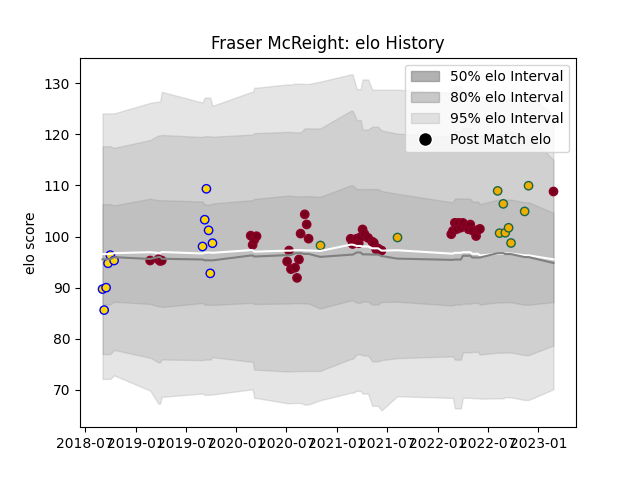 Fraser McReight: elo History
50% elo Interval
80% elo Interval
95% elo Interval
Post Match elo
elo score
130
120
110
100
90
80
70
2018-07 2019-01 2019-07 2020-01 2020-07 2021-01 2021-07 2022-01 2022-07 2023-01